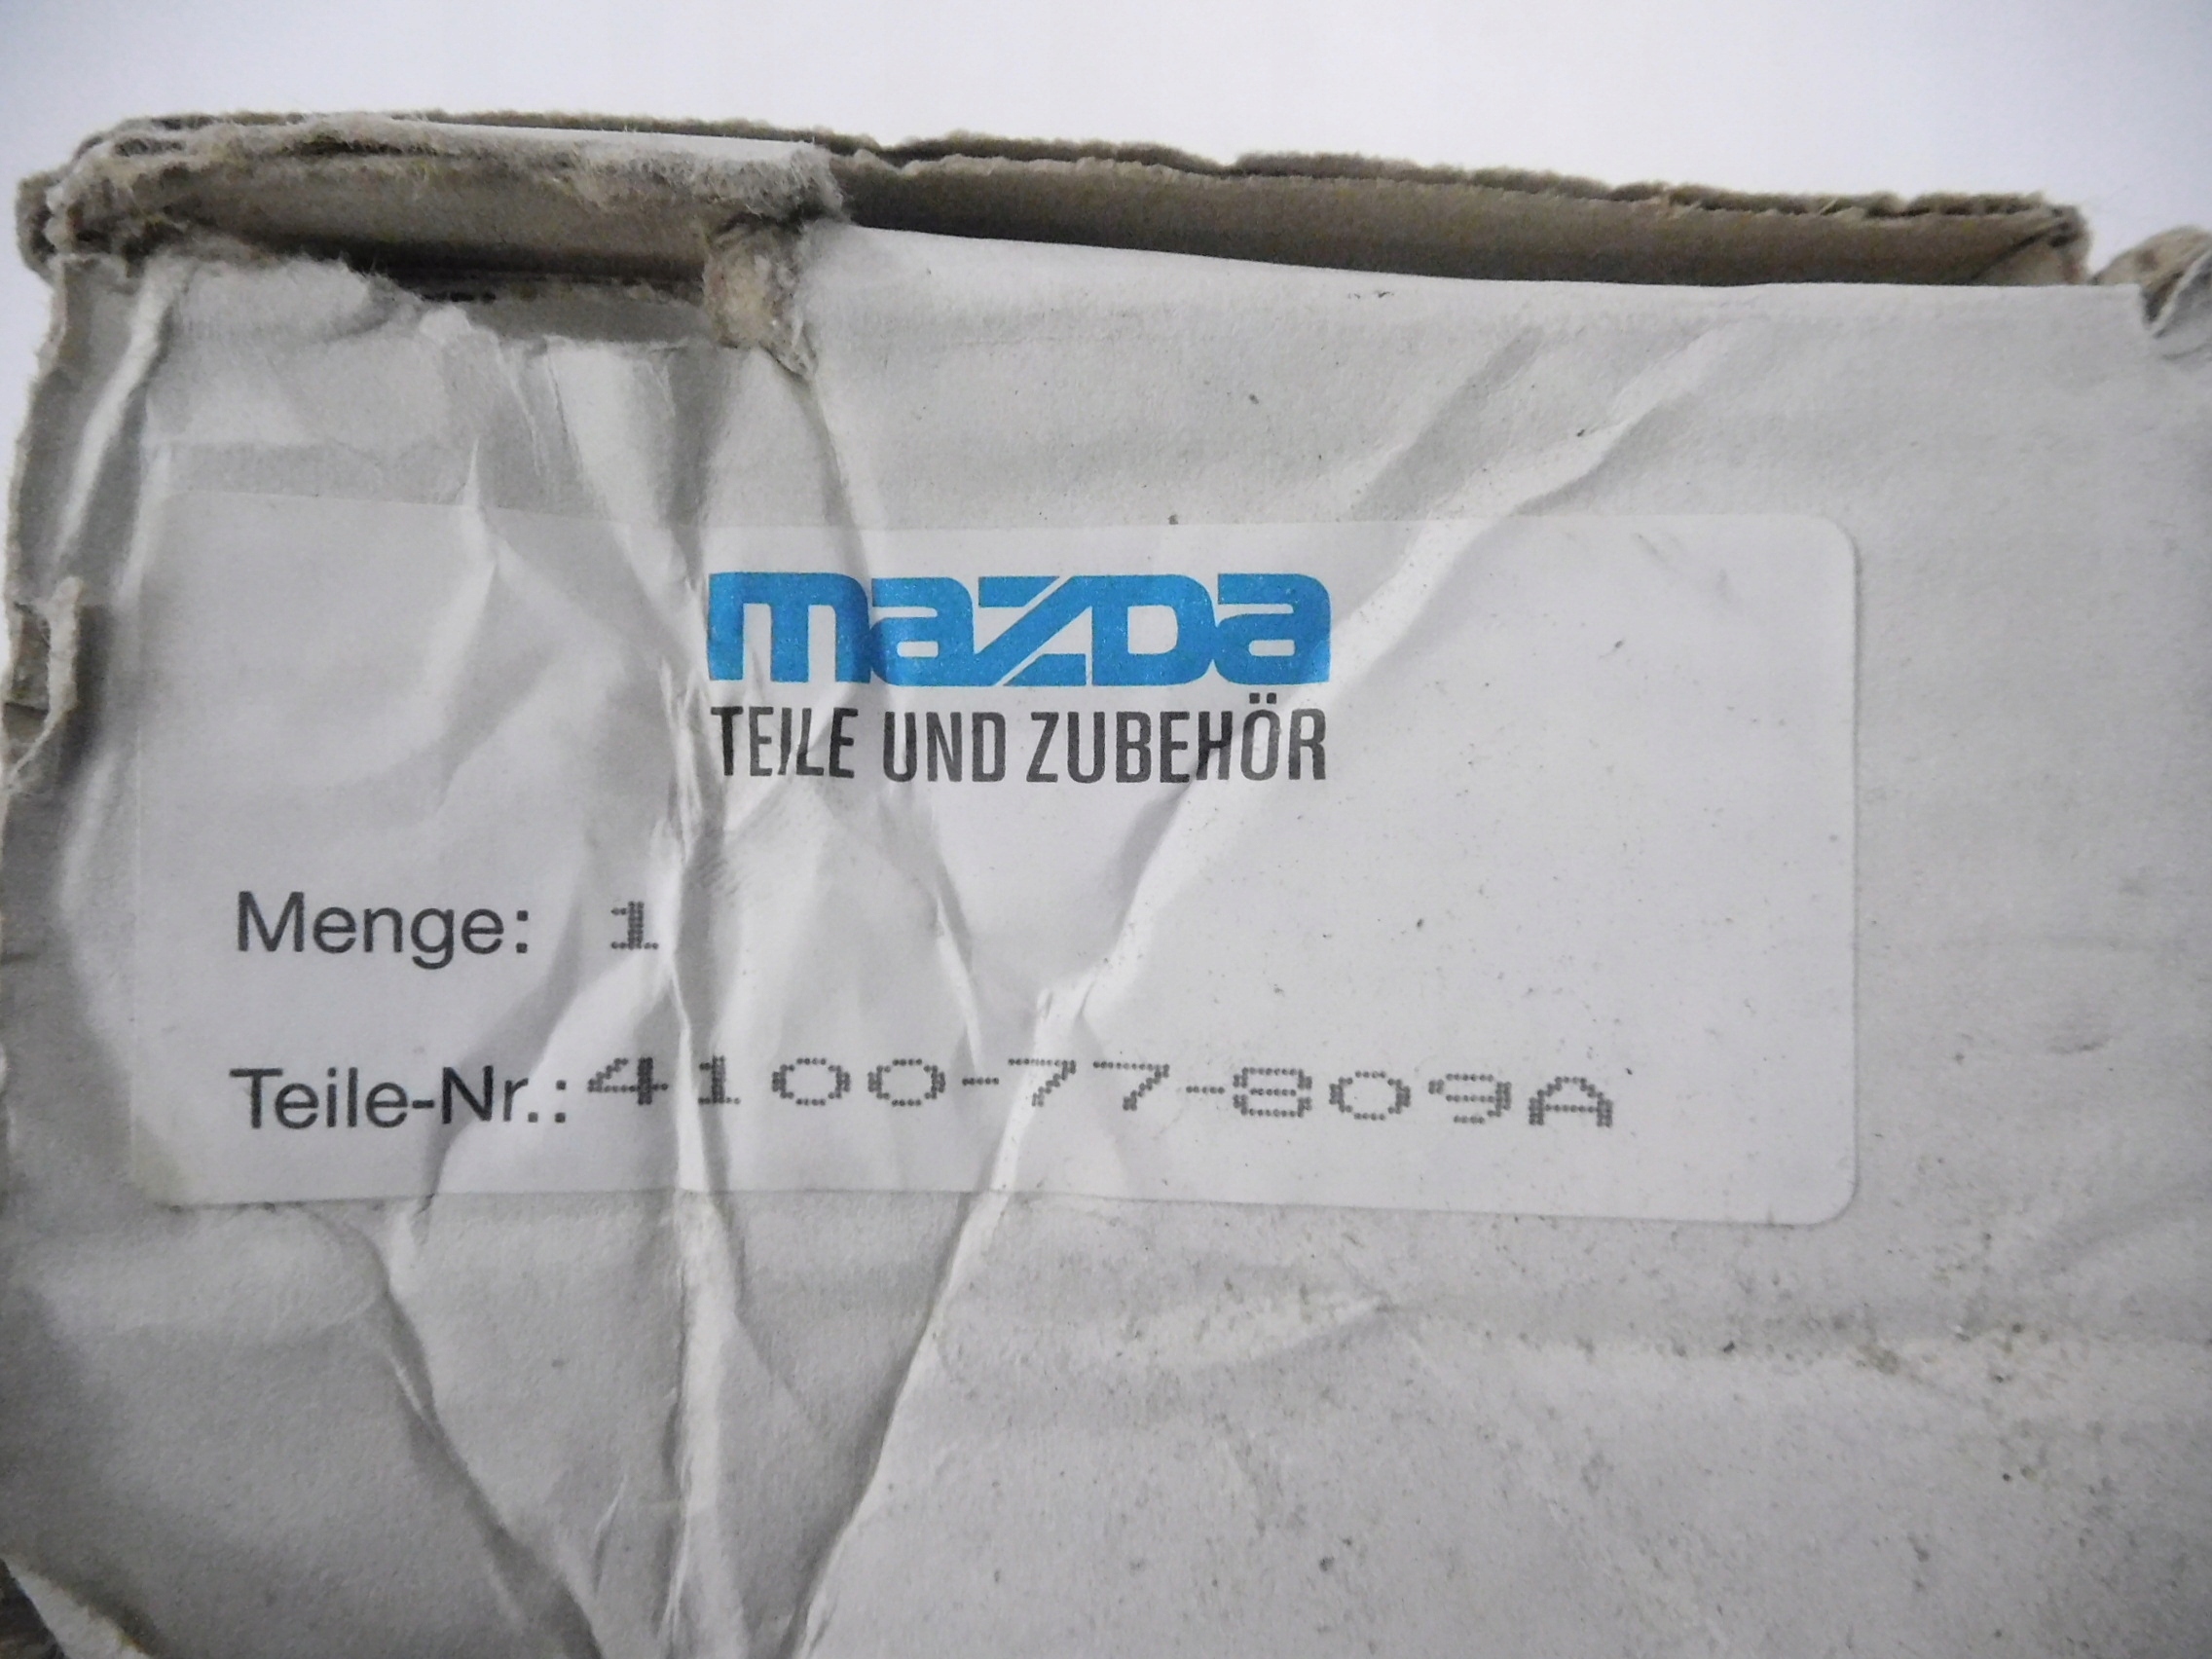 mazda
TEILE UND ZUBEHÖR
Menge: 1
Teile-Nr.: 4100-77-809A